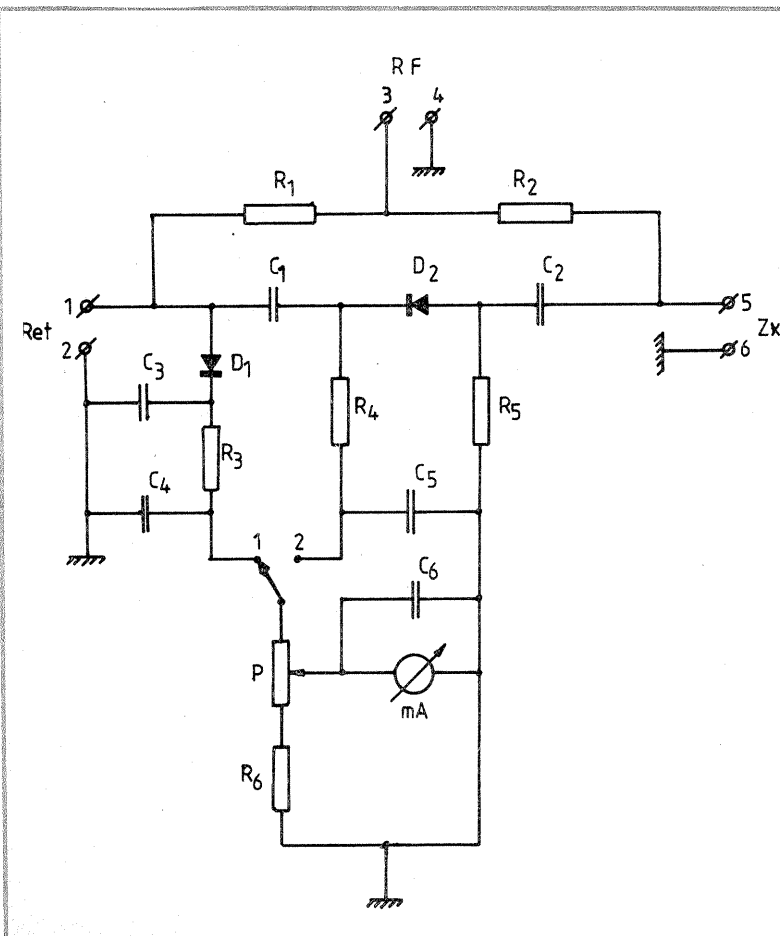 RF
3 4
R1 R2
C1 D2 C2
1 5
Ret Zx
2 6
C3 D1
R4 R5
R3
C4 C5
1 2
C6
P
mA
R6